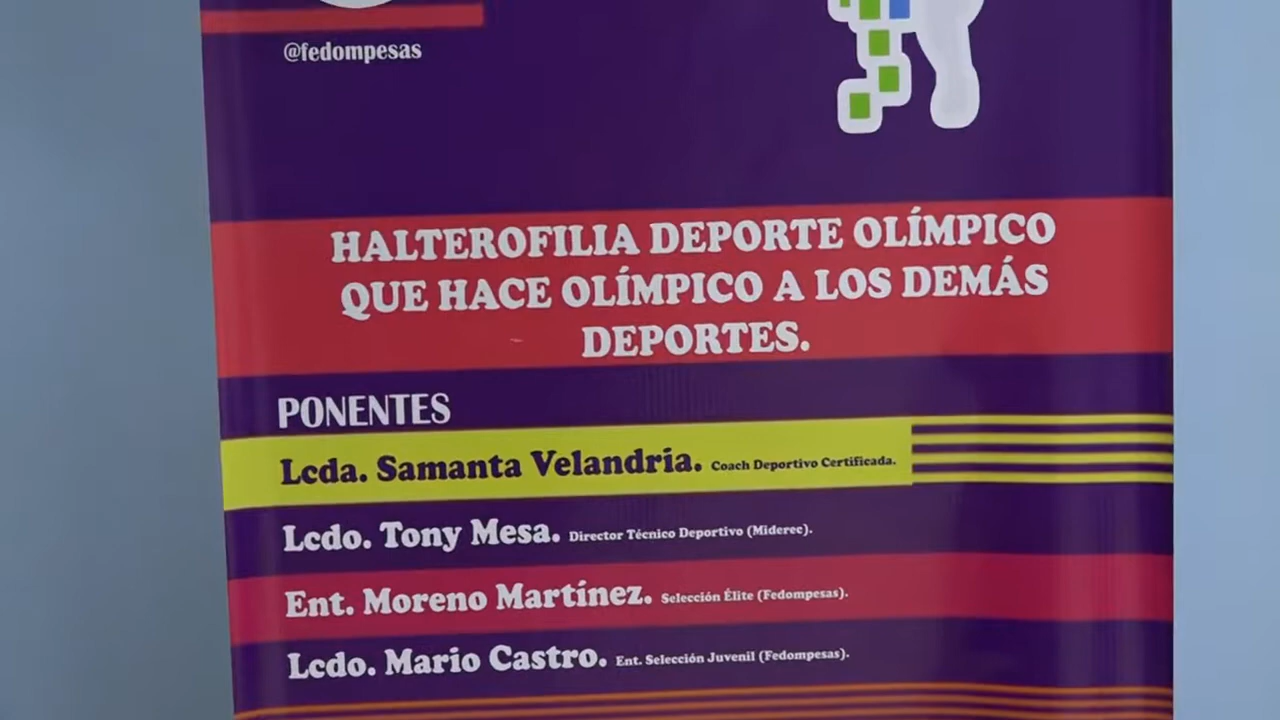 @fedompesas
HALTEROFILIA DEPORTE OLÍMPICO
QUE HACE OLÍMPICO A LOS DEMÁS
DEPORTES.
PONENTES
Lcda. Samanta Velandria. Coach Deportivo Certificada.
Lcdo. Tony Mesa. Director Técnico Deportivo (Miderec).
Ent. Moreno Martínez. Selección Élite (Fedompesas).
Lcdo. Mario Castro. Ent. Selección Juvenil (Fedompesas).